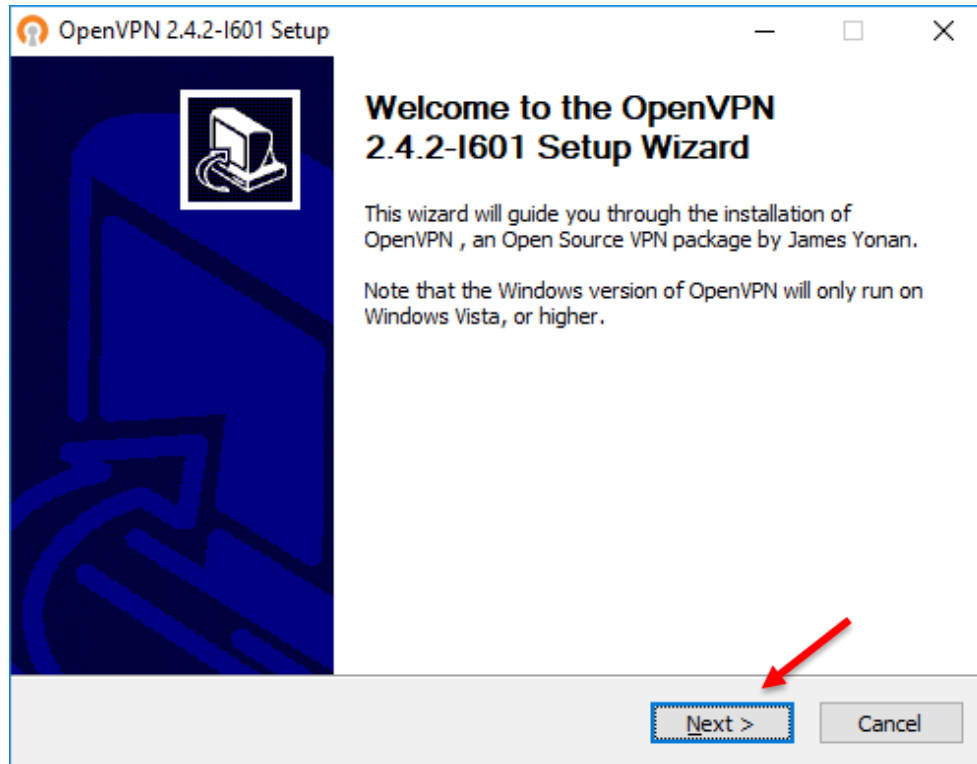 OpenVPN 2.4.2-I601 Setup
Welcome to the OpenVPN
2.4.2-I601 Setup Wizard
This wizard will guide you through the installation of
OpenVPN , an Open Source VPN package by James Yonan.
Note that the Windows version of OpenVPN will only run on
Windows Vista, or higher.
Next >
Cancel